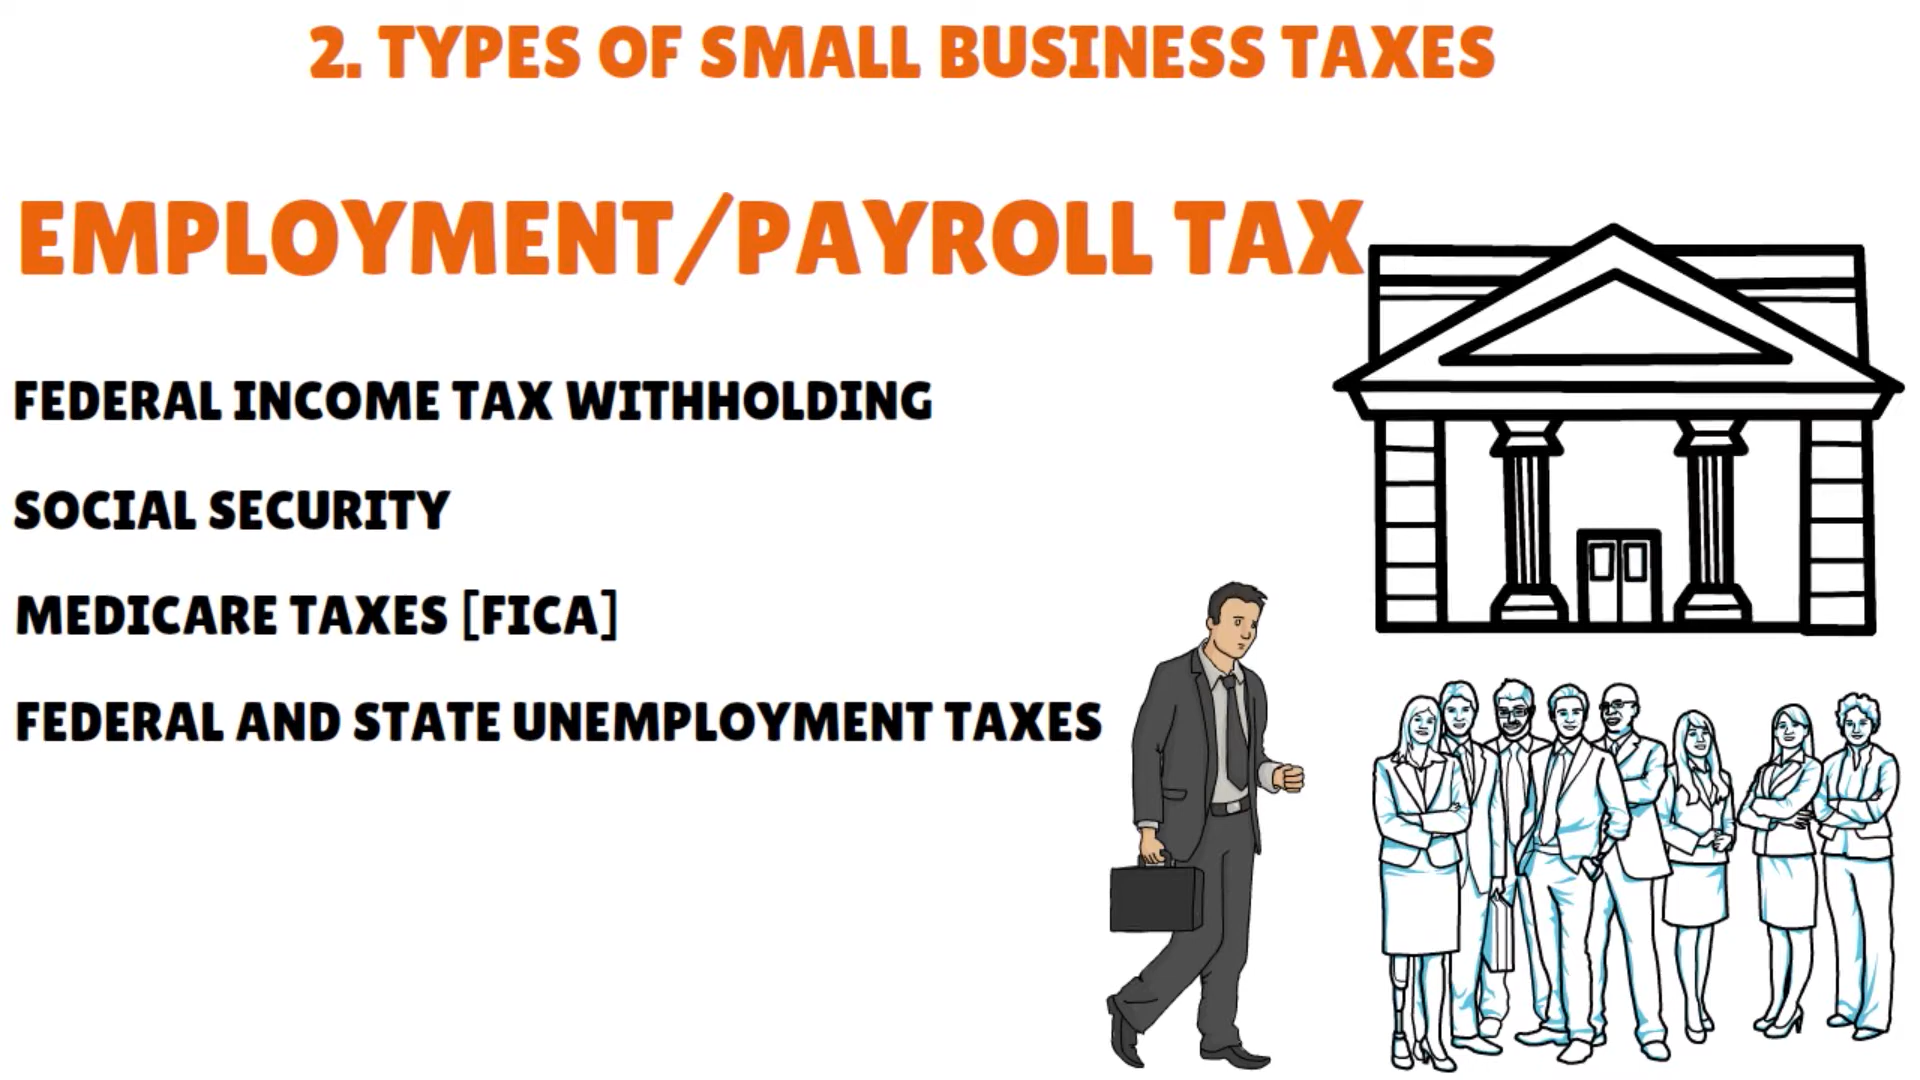 2. TYPES OF SMALL BUSINESS TAXES
EMPLOYMENT/PAYROLL TAX
FEDERAL INCOME TAX WITHHOLDING
SOCIAL SECURITY
MEDICARE TAXES [FICA]
FEDERAL AND STATE UNEMPLOYMENT TAXES